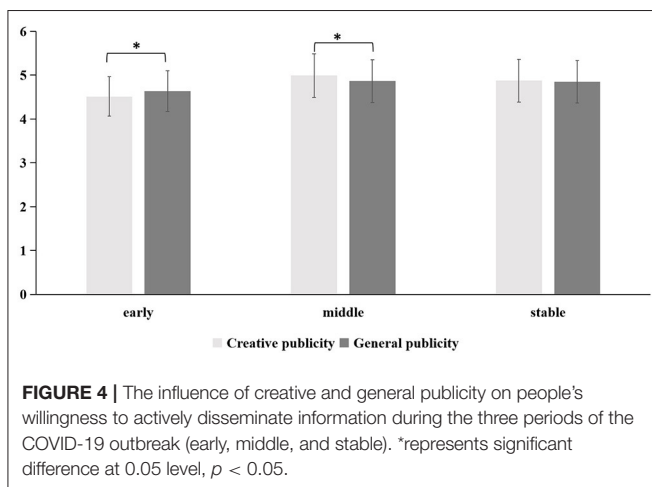 6
5
4
3
2
1
0
*
*
early
middle
stable
Creative publicity
General publicity
FIGURE 4 | The influence of creative and general publicity on people’s
willingness to actively disseminate information during the three periods of the
COVID-19 outbreak (early, middle, and stable). *represents significant
difference at 0.05 level, p < 0.05.